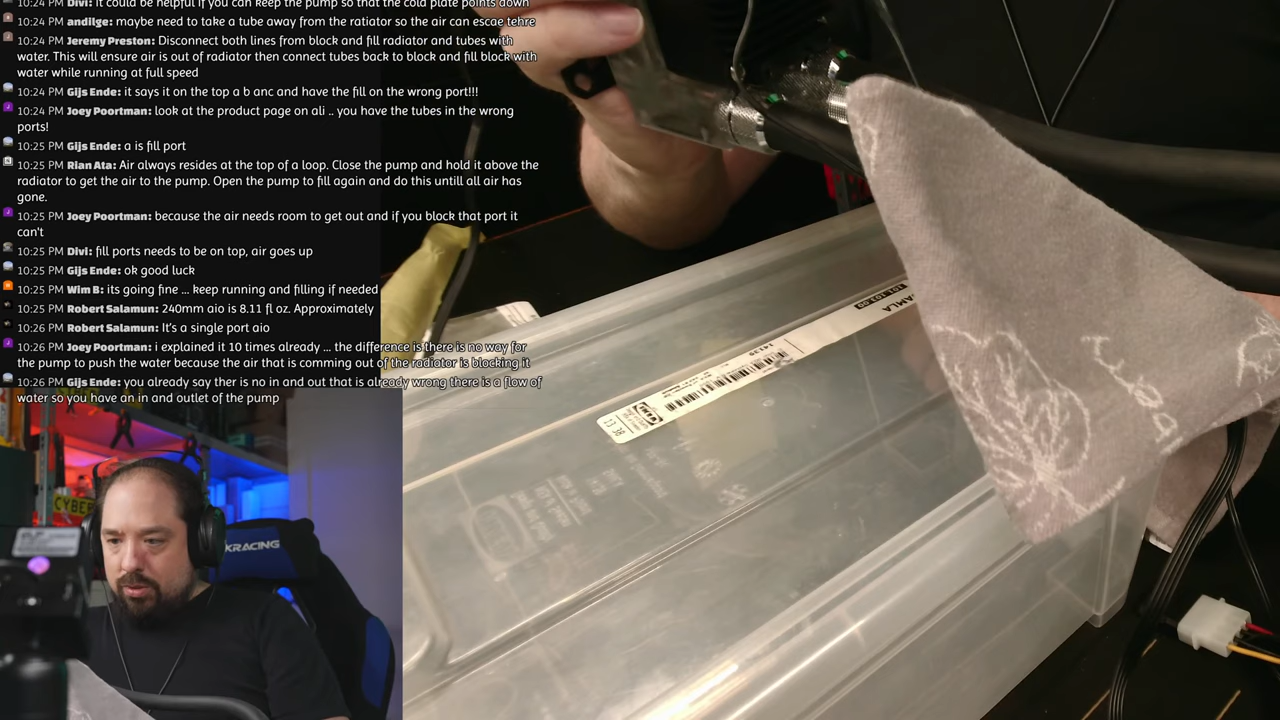 10:24 PM Divi: It could be helpful if you can keep the pump so that the cold plate points down
10:24 PM andilge: maybe need to take a tube away from the ratiator so the air can escae tehre
10:24 PM Jeremy Preston: Disconnect both lines from block and fill radiator and tubes with
water. This will ensure air is out of radiator then connect tubes back to block and fill block with
water while running at full speed
10:24 PM Gijs Ende: it says it on the top a b anc and have the fill on the wrong port!!!
10:24 PM Joey Poortman: look at the product page on ali .. you have the tubes in the wrong
ports!
10:25 PM Gijs Ende: a is fill port
10:25 PM Rian Ata: Air always resides at the top of a loop. Close the pump and hold it above the
radiator to get the air to the pump. Open the pump to fill again and do this untill all air has
gone.
10:25 PM Joey Poortman: because the air needs room to get out and if you block that port it
can't
10:25 PM Divi: fill ports needs to be on top, air goes up
10:25 PM Gijs Ende: ok good luck
10:25 PM Wim B: its going fine ... keep running and filling if needed
10:25 PM Robert Salamun: 240mm aio is 8.11 fl oz. Approximately
10:26 PM Robert Salamun: It's a single port aio
10:26 PM Joey Poortman: i explained it 10 times already ... the difference is there is no way for
the pump to push the water because the air that is comming out of the radiator is blocking it
10:26 PM Gijs Ende: you already say ther is no in and out that is already wrong there is a flow of
water so you have an in and outlet of the pump
CYBER
KRACING
SAMLA
101.103.00